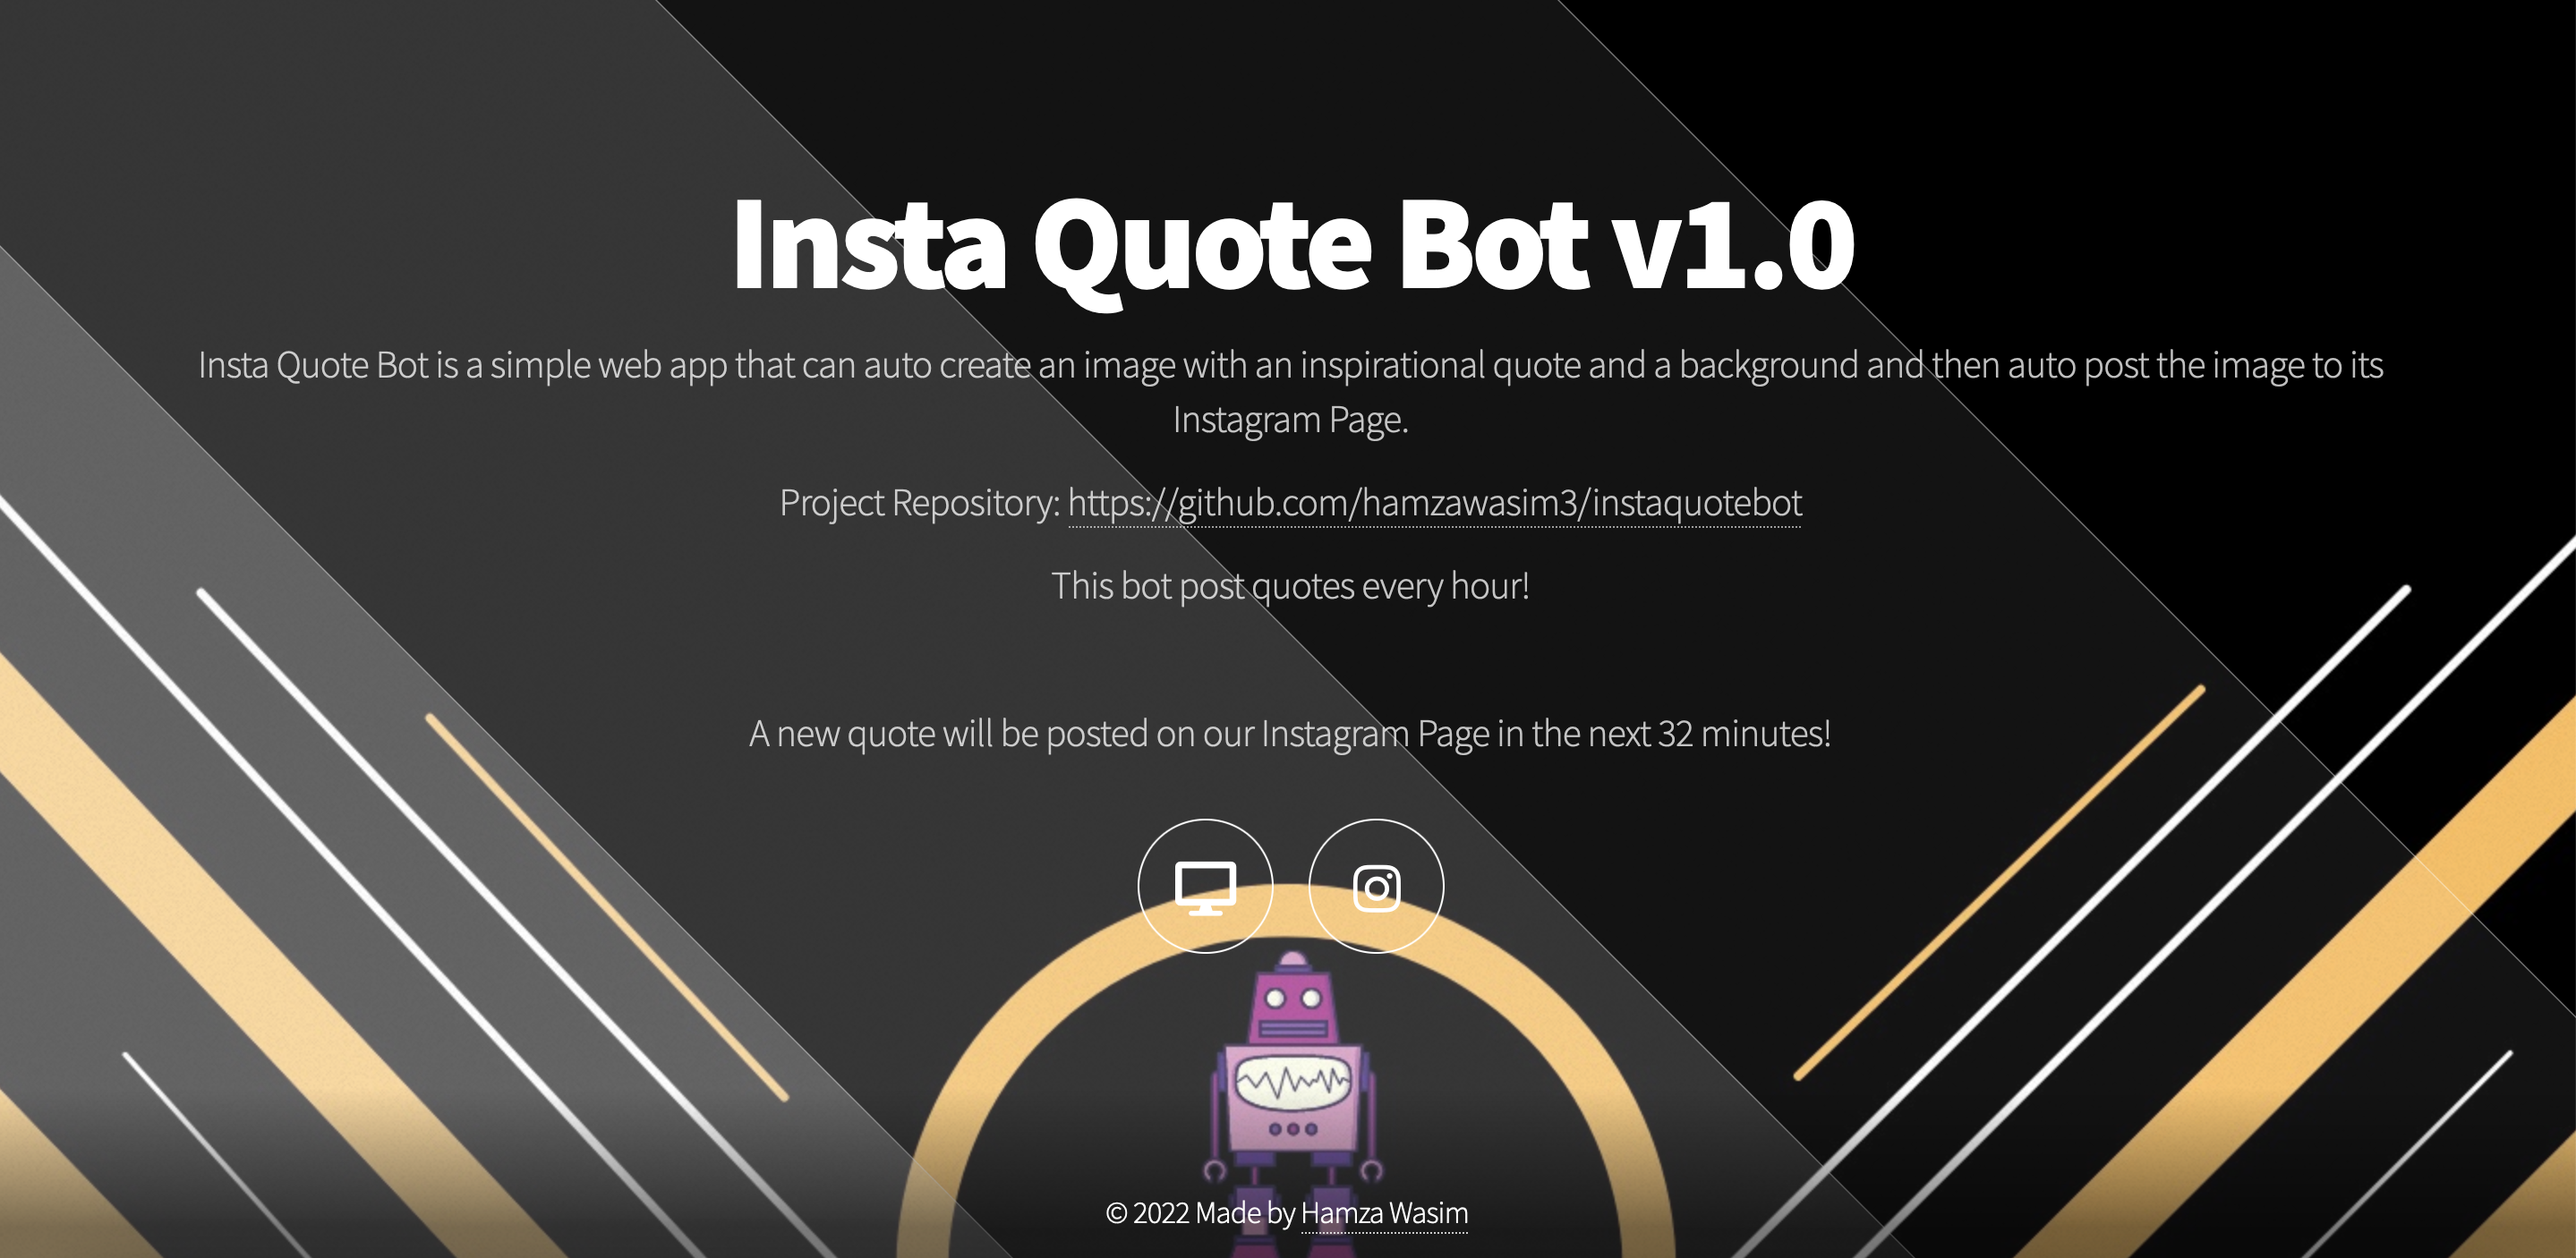 Insta Quote Bot v1.0
Insta Quote Bot is a simple web app that can auto create an image with an inspirational quote and a background and then auto post the image to its
Instagram Page.
Project Repository: https://github.com/hamzawasim3/instaquotebot
This bot post quotes every hour!
A new quote will be posted on our Instagram Page in the next 32 minutes!
© 2022 Made by Hamza Wasim